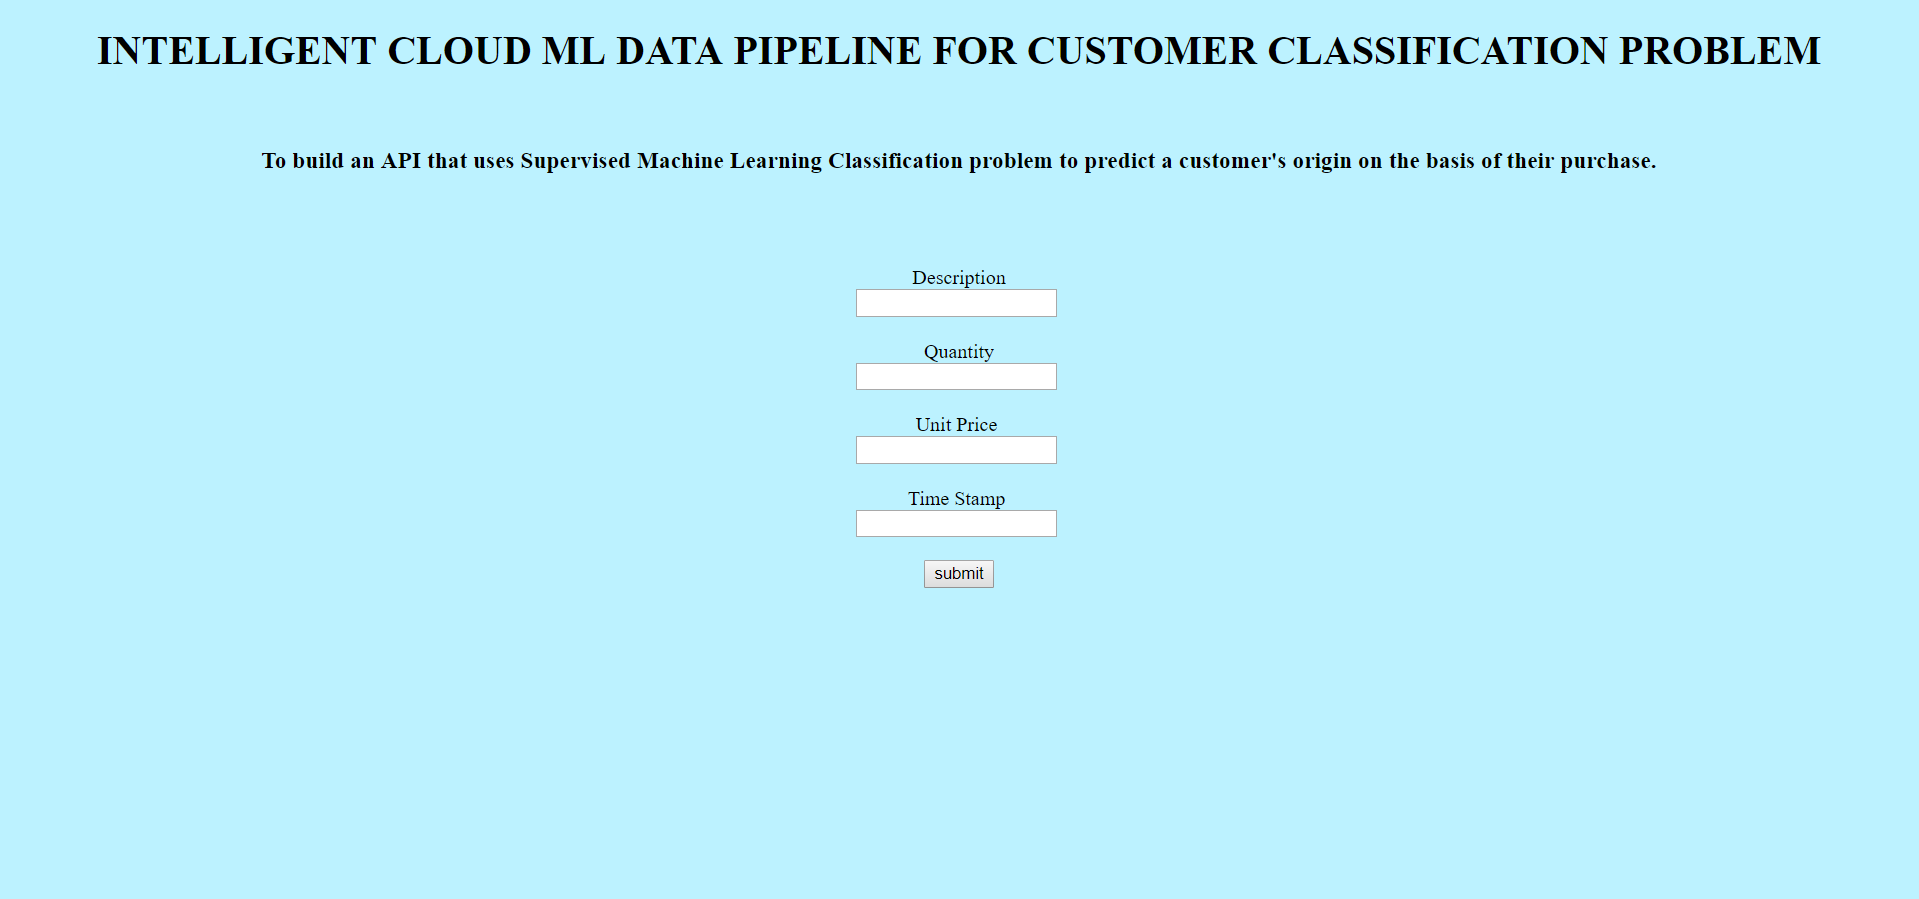 INTELLIGENT CLOUD ML DATA PIPELINE FOR CUSTOMER CLASSIFICATION PROBLEM
To build an API that uses Supervised Machine Learning Classification problem to predict a customer's origin on the basis of their purchase.
Description
Quantity
Unit Price
Time Stamp
submit